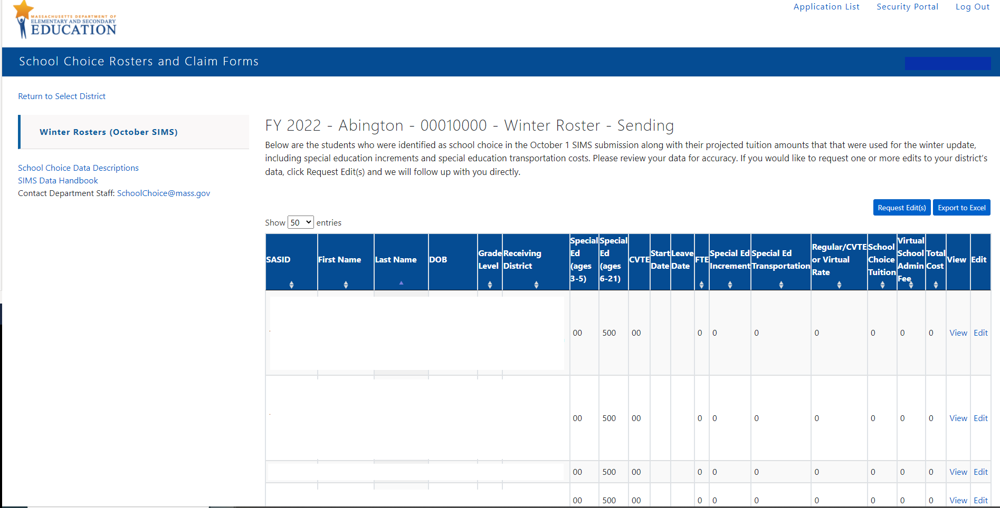 MASSACHUSETTS DEPARTMENT OF
ELEMENTARY AND SECONDARY
EDUCATION
Application List Security Portal Log Out
School Choice Rosters and Claim Forms
Return to Select District
Winter Rosters (October SIMS)
School Choice Data Descriptions
SIMS Data Handbook
Contact Department Staff: SchoolChoice@mass.gov
FY 2022 - Abington - 00010000 - Winter Roster - Sending
Below are the students who were identified as school choice in the October 1 SIMS submission along with their projected tuition amounts that that were used for the winter update,
including special education increments and special education transportation costs. Please review your data for accuracy. If you would like to request one or more edits to your district's
data, click Request Edit(s) and we will follow up with you directly.
Request Edit(s) Export to Excel
Show 50 entries
SASID First Name Last Name DOB Grade Level Receiving District Special Ed (ages 3-5) Special Ed (ages 6-21) CVTE Start Date Leave Date FTE Special Ed Increment Special Ed Transportation Regular/CVTE or Virtual Rate School Choice Tuition Virtual School Admin Fee Total Cost View Edit
00 500 00 0 0 0 0 0 0 0 View Edit
00 500 00 0 0 0 0 0 0 0 View Edit
00 500 00 0 0 0 0 0 0 0 View Edit
00 500 00 0 0 0 0 0 0 0 View Edit